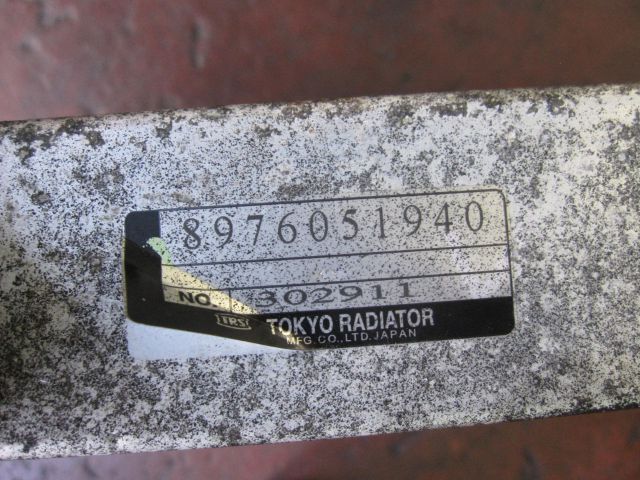 8976051940
NO. 302911
TRS TOKYO RADIATOR
MFG CO.,LTD.JAPAN